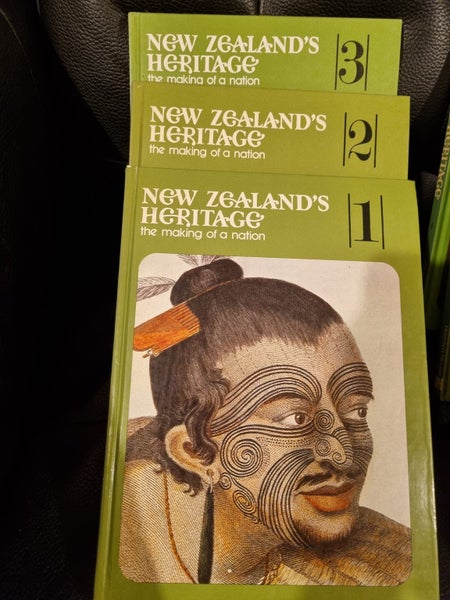 NEW ZEALAND'S
HERITAGE
the making of a nation
3
NEW ZEALAND'S
HERITAGE
the making of a nation
2
NEW ZEALAND'S
HERITAGE
the making of a nation
1